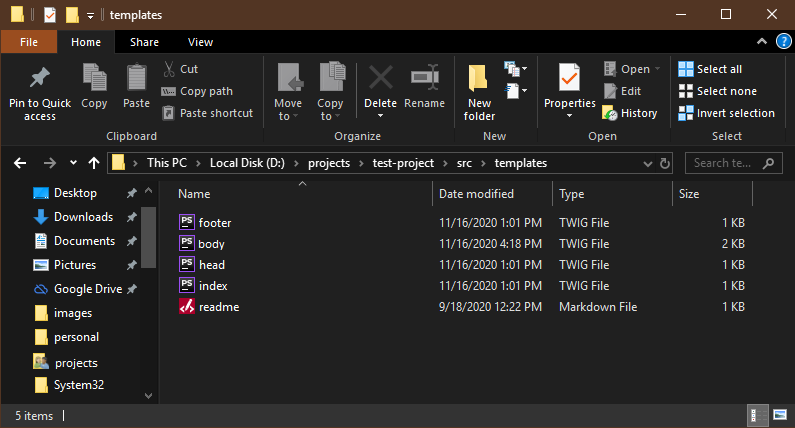 templates
File Home Share View
Pin to Quick access
Copy
Paste
Cut
Copy path
Paste shortcut
Clipboard
Move to
Copy to
Delete
Rename
Organize
New folder
New
Properties
Open
Edit
History
Open
Select all
Select none
Invert selection
Select
This PC Local Disk (D:) projects test-project src templates
Search te...
Desktop
Downloads
Documents
Pictures
Google Drive
images
personal
projects
System32
Name Date modified Type Size
PS footer 11/16/2020 1:01 PM TWIG File 1 KB
PS body 11/16/2020 4:18 PM TWIG File 2 KB
PS head 11/16/2020 1:01 PM TWIG File 1 KB
PS index 11/16/2020 1:01 PM TWIG File 1 KB
readme 9/18/2020 12:22 PM Markdown File 1 KB
5 items